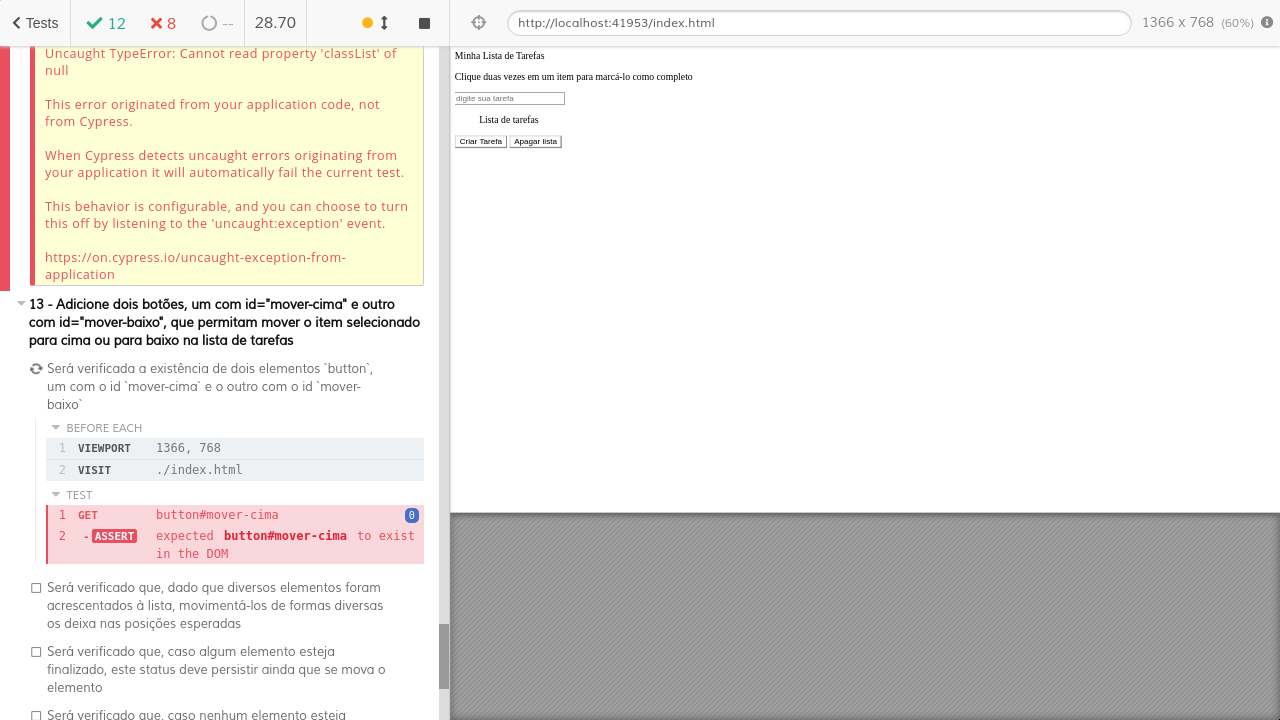 Tests
12
8
--
28.70
http://localhost:41953/index.html
1366 x 768 (60%)
Uncaught TypeError: Cannot read property 'classList' of
null
This error originated from your application code, not
from Cypress.
When Cypress detects uncaught errors originating from
your application it will automatically fail the current test.
This behavior is configurable, and you can choose to turn
this off by listening to the 'uncaught:exception' event.
https://on.cypress.io/uncaught-exception-from-
application
13 - Adicione dois botões, um com id="mover-cima" e outro
com id="mover-baixo", que permitam mover o item selecionado
para cima ou para baixo na lista de tarefas
Será verificada a existência de dois elementos `button`,
um com o id `mover-cima` e o outro com o id `mover-
baixo`
BEFORE EACH
1 VIEWPORT 1366, 768
2 VISIT ./index.html
TEST
1 GET button#mover-cima 0
2 -ASSERT expected button#mover-cima to exist
in the DOM
Será verificado que, dado que diversos elementos foram
acrescentados à lista, movimentá-los de formas diversas
os deixa nas posições esperadas
Será verificado que, caso algum elemento esteja
finalizado, este status deve persistir ainda que se mova o
elemento
Será verificado que, caso nenhum elemento esteja
Minha Lista de Tarefas
Clique duas vezes em um item para marcá-lo como completo
digite sua tarefa
Lista de tarefas
Criar Tarefa Apagar lista